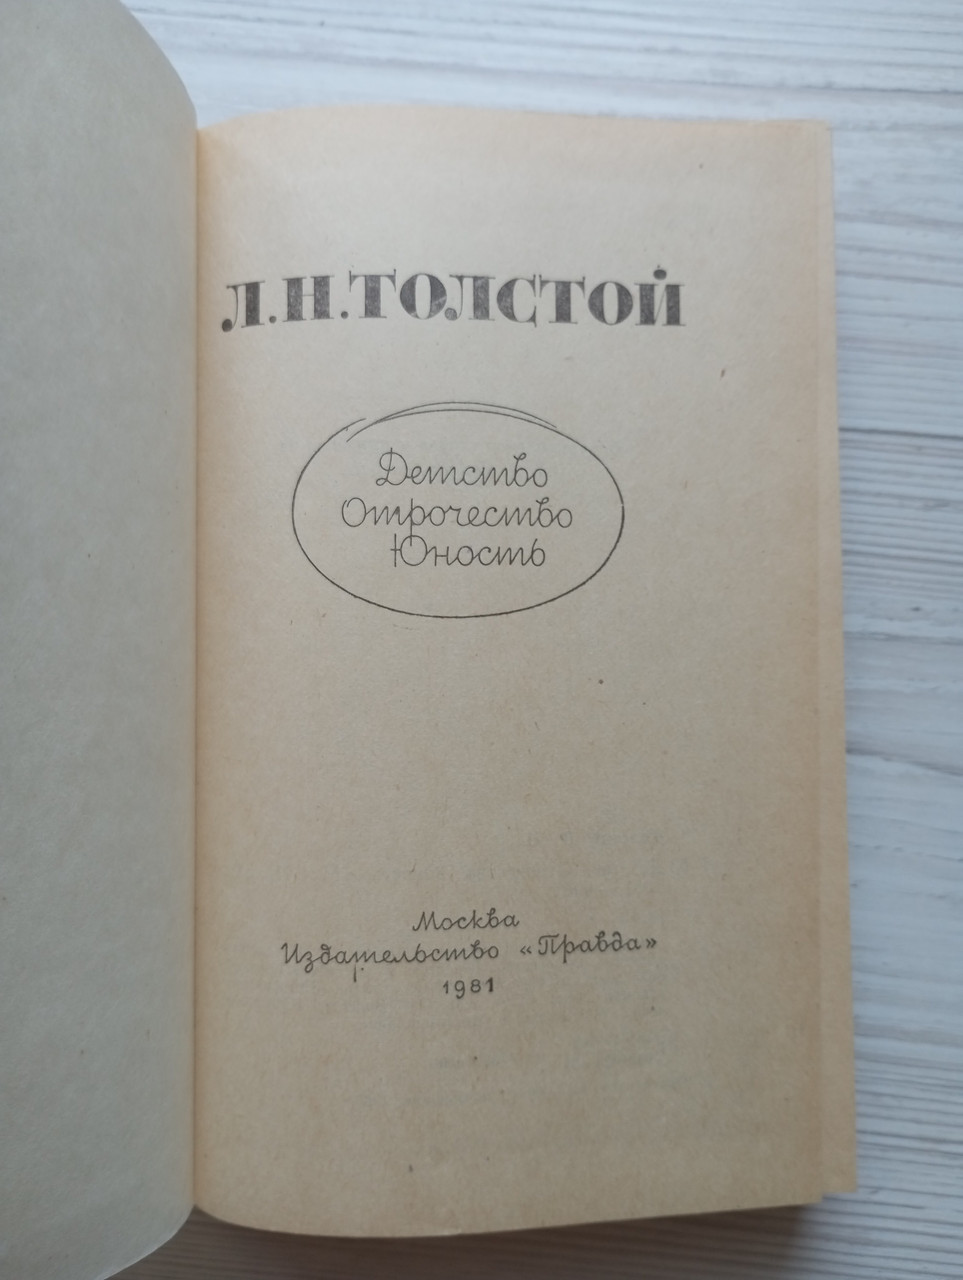 Л.Н.ТОЛСТОЙ
Детство
Отрочество
Юность
Москва
Издательство «Правда»
1981